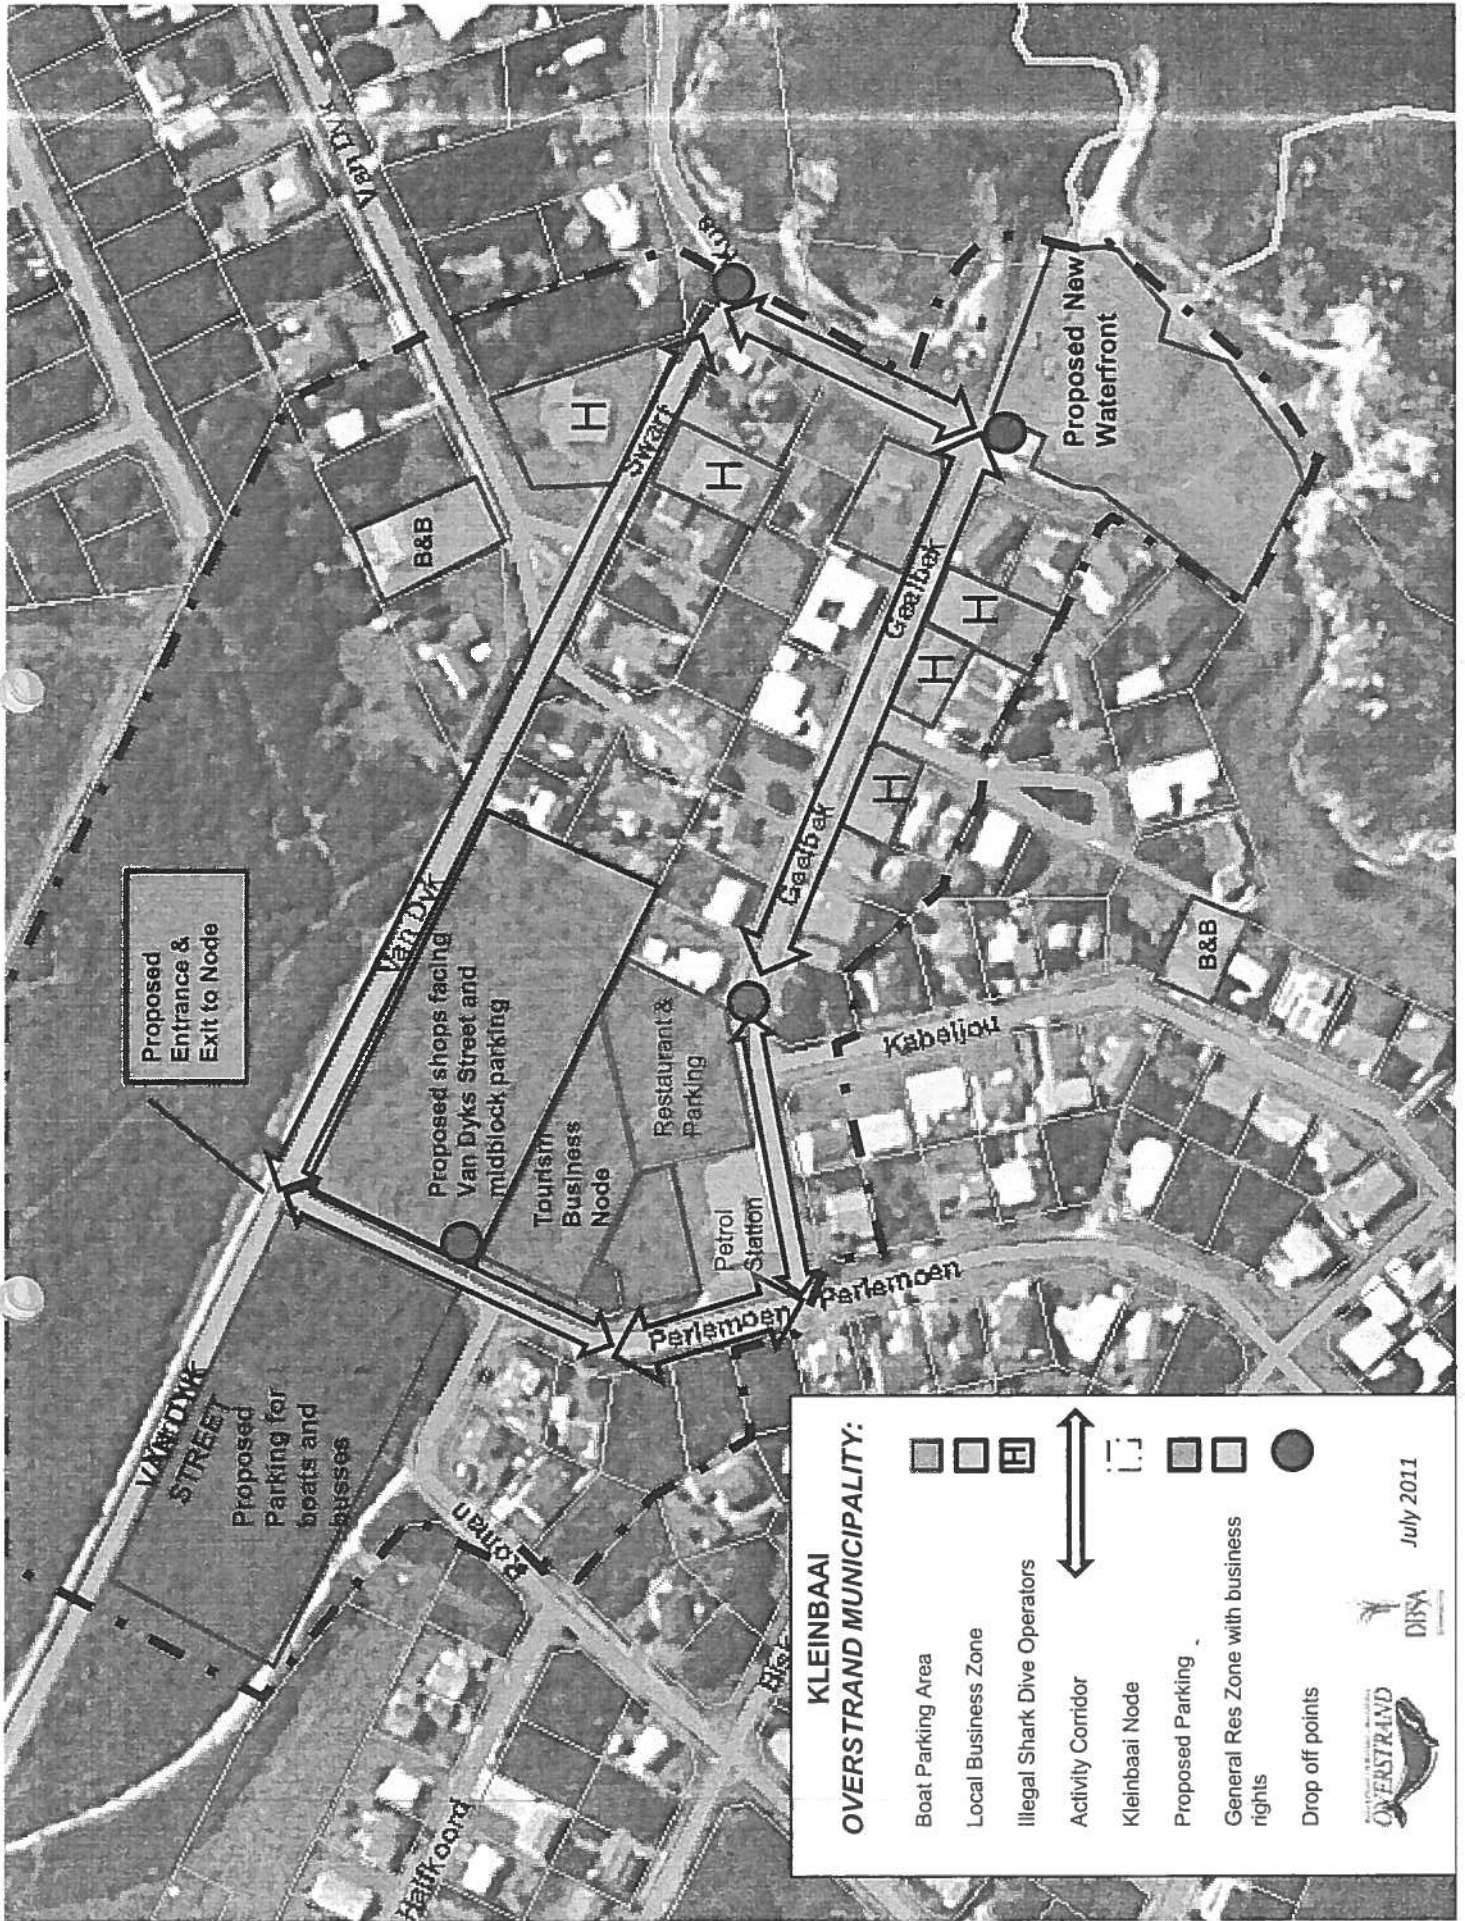 Van Dyk
Kus
Swart
H
H
B&B
Proposed New
Waterfront
Geelbek
H
H
H
Geelbek
Proposed
Entrance &
Exit to Node
Van Dyk
Proposed shops facing
Van Dyks Street and
midblock parking
Tourism
Business
Node
Restaurant &
Parking
Petrol
Station
Kabeljou
B&B
Perlemoen
Perlemoen
VAN DYK
STREET
Proposed
Parking for
boats and
busses
Roman
KLEINBAAI
OVERSTRAND MUNICIPALITY:
Boat Parking Area
Local Business Zone
Illegal Shark Dive Operators
H
Activity Corridor
Kleinbaai Node
Proposed Parking
General Res Zone with business
rights
Drop off points
OVERSTRAND
DBSA
July 2011